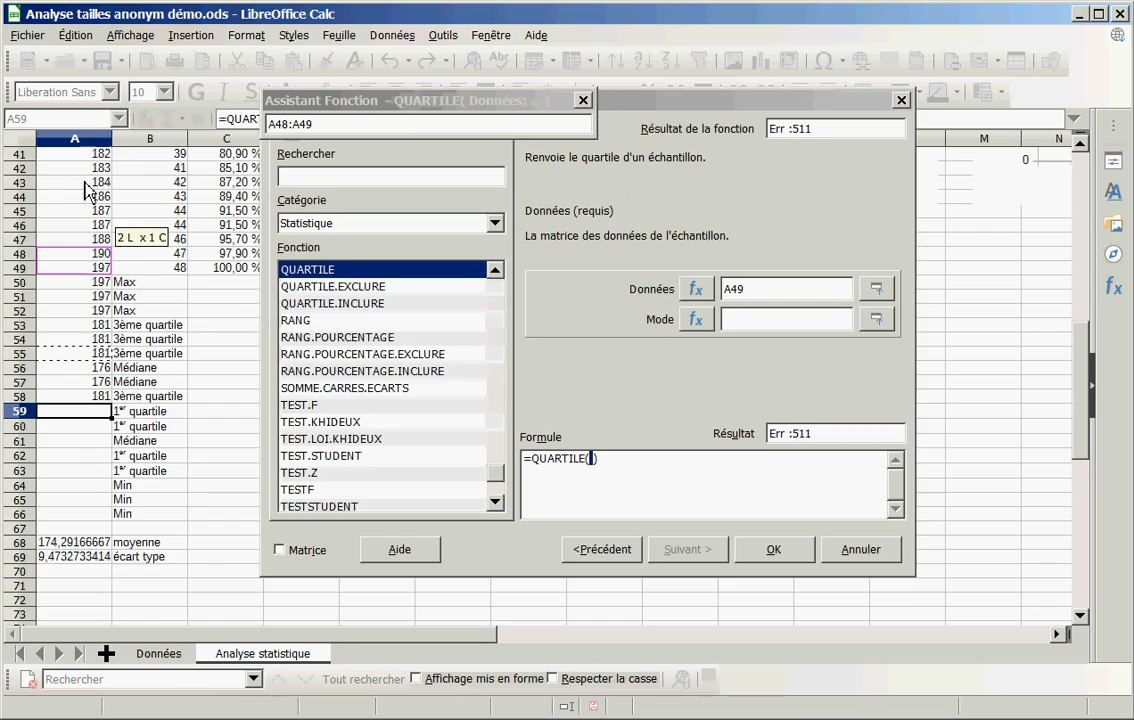 Analyse tailles anonym démo.ods - LibreOffice Calc
Fichier Édition Affichage Insertion Format Styles Feuille Données Outils Fenêtre Aide
Liberation Sans 10 G I S
A59 =QUAR
A B C M N
41 182 39 80,90 %
42 183 41 85,10 %
43 184 42 87,20 %
44 186 43 89,40 %
45 187 44 91,50 %
46 187 44 91,50 %
47 188 46 95,70 %
48 190 47 97,90 %
49 197 48 100,00 %
50 197 Max
51 197 Max
52 197 Max
53 181 3ème quartile
54 181 3ème quartile
55 181 3ème quartile
56 176 Médiane
57 176 Médiane
58 181 3ème quartile
59 1er quartile
60 1er quartile
61 Médiane
62 1er quartile
63 1er quartile
64 Min
65 Min
66 Min
67
68 174,29166667 moyenne
69 9,4732733414 écart type
70
71
72
73
2 L x 1 C
0
Assistant Fonction - QUARTILE( Données; ...
A48:A49
Rechercher
Catégorie
Statistique
Fonction
QUARTILE
QUARTILE.EXCLURE
QUARTILE.INCLURE
RANG
RANG.POURCENTAGE
RANG.POURCENTAGE.EXCLURE
RANG.POURCENTAGE.INCLURE
SOMME.CARRES.ECARTS
TEST.F
TEST.KHIDEUX
TEST.LOI.KHIDEUX
TEST.STUDENT
TEST.Z
TESTF
TESTSTUDENT
Résultat de la fonction Err :511
Renvoie le quartile d'un échantillon.
Données (requis)
La matrice des données de l'échantillon.
Données fx A49
Mode fx
Formule Résultat Err :511
=QUARTILE()
Matrice Aide <Précédent Suivant > OK Annuler
Données Analyse statistique
Rechercher Tout rechercher Affichage mis en forme Respecter la casse